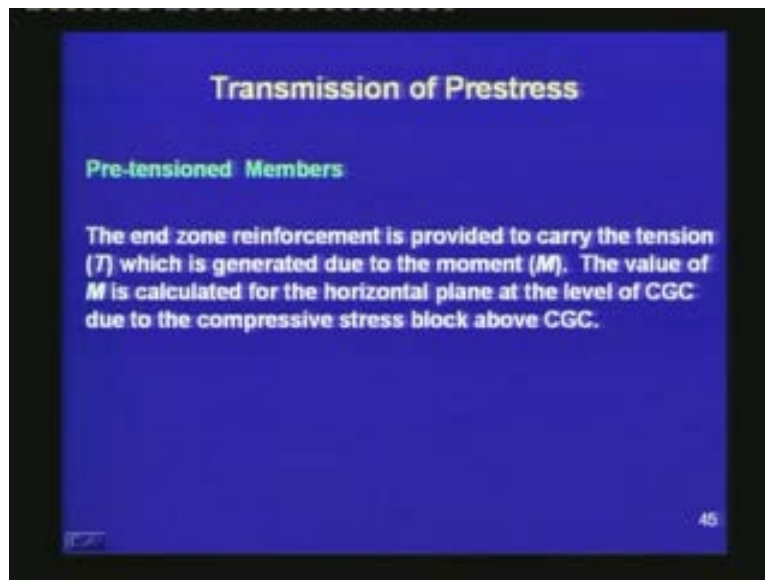 Transmission of Prestress
Pre-tensioned Members
The end zone reinforcement is provided to carry the tension
(T) which is generated due to the moment (M). The value of
M is calculated for the horizontal plane at the level of CGC
due to the compressive stress block above CGC.
45